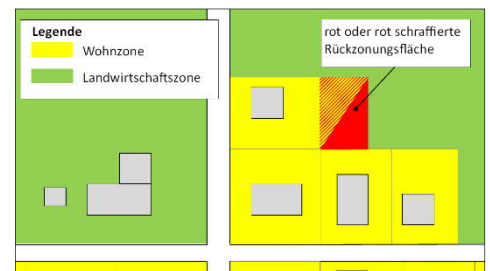 Legende
Wohnzone
Landwirtschaftszone
rot oder rot schraffierte
Rückzonungsfläche